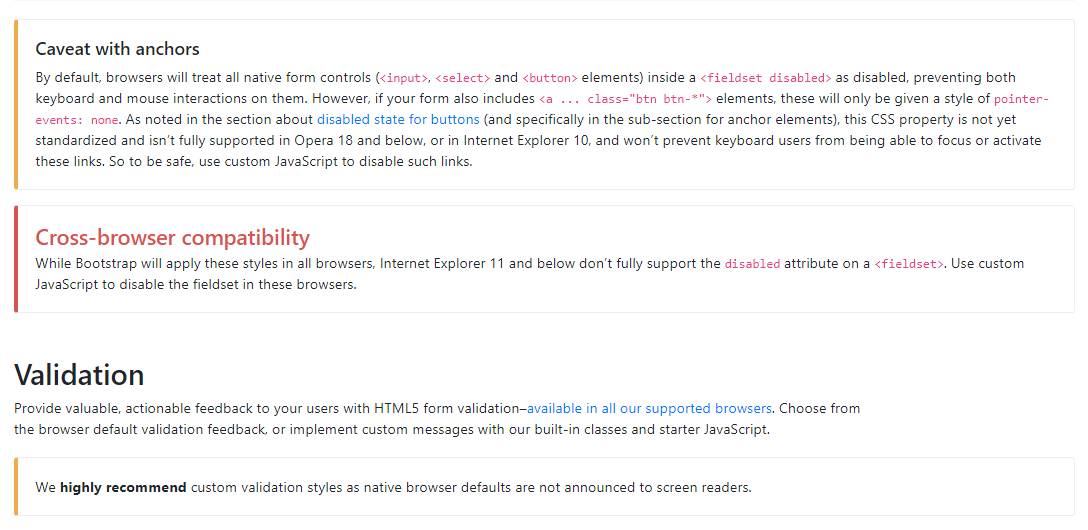 Caveat with anchors
By default, browsers will treat all native form controls (<input>, <select> and <button> elements) inside a <fieldset disabled> as disabled, preventing both
keyboard and mouse interactions on them. However, if your form also includes <a ... class="btn btn-*"> elements, these will only be given a style of pointer-
events: none. As noted in the section about disabled state for buttons (and specifically in the sub-section for anchor elements), this CSS property is not yet
standardized and isn’t fully supported in Opera 18 and below, or in Internet Explorer 10, and won’t prevent keyboard users from being able to focus or activate
these links. So to be safe, use custom JavaScript to disable such links.
Cross-browser compatibility
While Bootstrap will apply these styles in all browsers, Internet Explorer 11 and below don’t fully support the disabled attribute on a <fieldset>. Use custom
JavaScript to disable the fieldset in these browsers.
Validation
Provide valuable, actionable feedback to your users with HTML5 form validation–available in all our supported browsers. Choose from
the browser default validation feedback, or implement custom messages with our built-in classes and starter JavaScript.
We highly recommend custom validation styles as native browser defaults are not announced to screen readers.